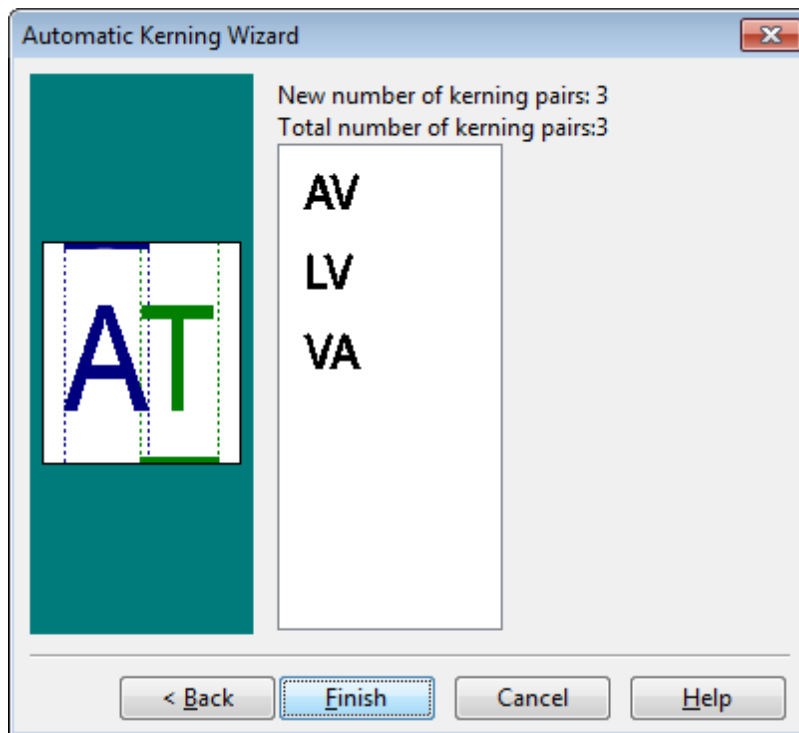 Automatic Kerning Wizard
New number of kerning pairs: 3
Total number of kerning pairs:3
AV
LV
VA
AT
< Back Finish Cancel Help